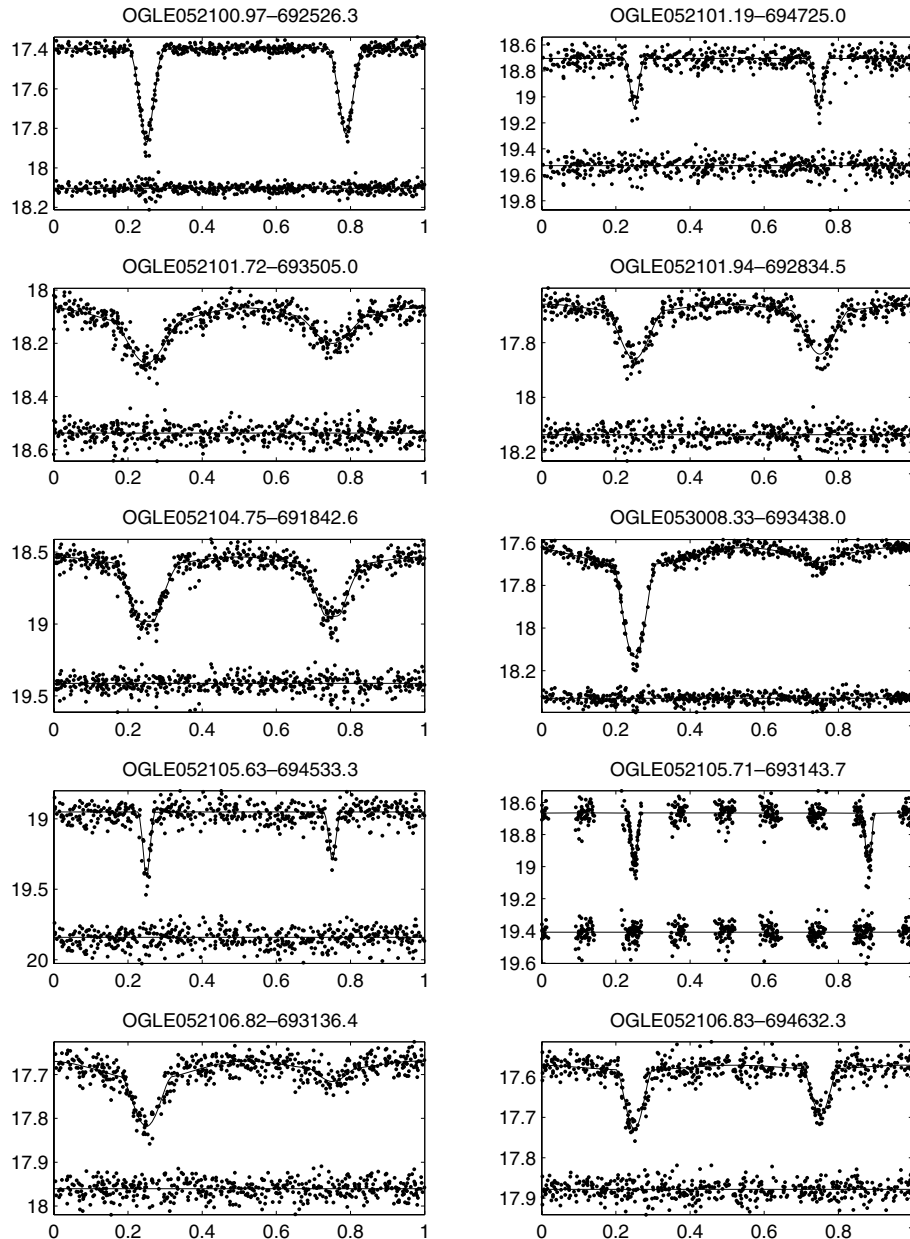 OGLE052100.97–692526.3
17.4
17.6
17.8
18
18.2
0 0.2 0.4 0.6 0.8 1
OGLE052101.19–694725.0
18.6
18.8
19
19.2
19.4
19.6
19.8
0 0.2 0.4 0.6 0.8
OGLE052101.72–693505.0
18
18.2
18.4
18.6
0 0.2 0.4 0.6 0.8 1
OGLE052101.94–692834.5
17.8
18
18.2
0 0.2 0.4 0.6 0.8
OGLE052104.75–691842.6
18.5
19
19.5
0 0.2 0.4 0.6 0.8 1
OGLE053008.33–693438.0
17.6
17.8
18
18.2
0 0.2 0.4 0.6 0.8
OGLE052105.63–694533.3
19
19.5
20
0 0.2 0.4 0.6 0.8 1
OGLE052105.71–693143.7
18.6
18.8
19
19.2
19.4
19.6
0 0.2 0.4 0.6 0.8
OGLE052106.82–693136.4
17.7
17.8
17.9
18
0 0.2 0.4 0.6 0.8 1
OGLE052106.83–694632.3
17.6
17.7
17.8
17.9
0 0.2 0.4 0.6 0.8